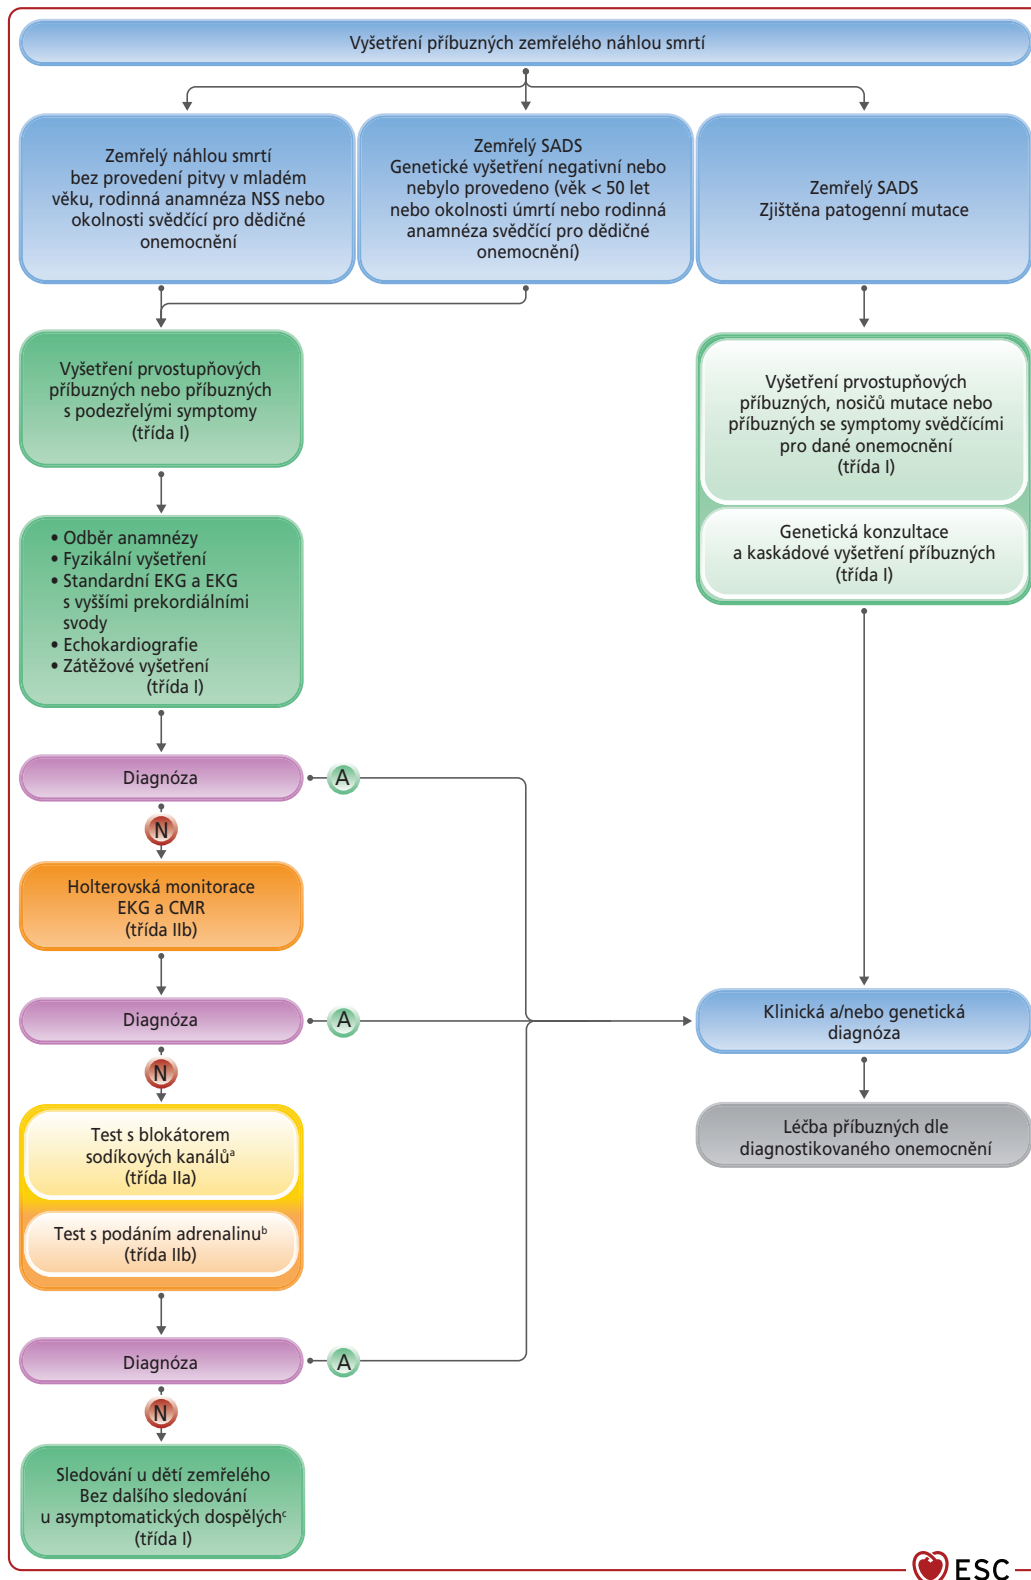 Vyšetření příbuzných zemřelého náhlou smrtí
Zemřelý náhlou smrtí
bez provedení pitvy v mladém
věku, rodinná anamnéza NSS nebo
okolnosti svědčící pro dědičné
onemocnění
Zemřelý SADS
Genetické vyšetření negativní nebo
nebylo provedeno (věk < 50 let
nebo okolnosti úmrtí nebo rodinná
anamnéza svědčící pro dědičné
onemocnění)
Zemřelý SADS
Zjištěna patogenní mutace
Vyšetření prvostupňových
příbuzných nebo příbuzných
s podezřelými symptomy
(třída I)
Vyšetření prvostupňových
příbuzných, nosičů mutace nebo
příbuzných se symptomy svědčícími
pro dané onemocnění
(třída I)
Genetická konzultace
a kaskádové vyšetření příbuzných
(třída I)
• Odběr anamnézy
• Fyzikální vyšetření
• Standardní EKG a EKG
s vyššími prekordiálními
svody
• Echokardiografie
• Zátěžové vyšetření
(třída I)
Diagnóza
A
N
Holterovská monitorace
EKG a CMR
(třída IIb)
Diagnóza
A
Klinická a/nebo genetická
diagnóza
N
Test s blokátorem
sodíkových kanálůᵃ
(třída IIa)
Test s podáním adrenalinuᵇ
(třída IIb)
Léčba příbuzných dle
diagnostikovaného onemocnění
Diagnóza
A
N
Sledování u dětí zemřelého
Bez dalšího sledování
u asymptomatických dospělýchᶜ
(třída I)
ESC